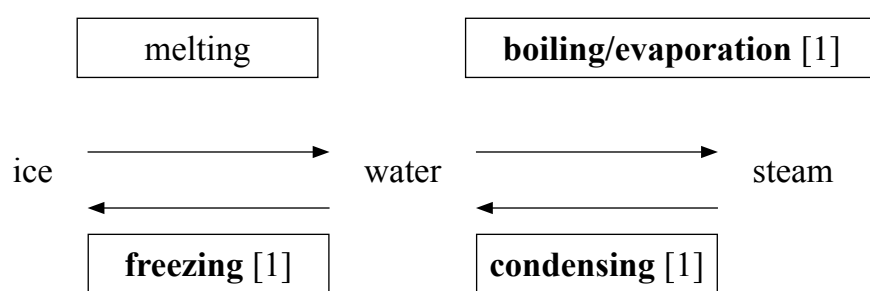 melting boiling/evaporation [1]
ice water steam
freezing [1] condensing [1]